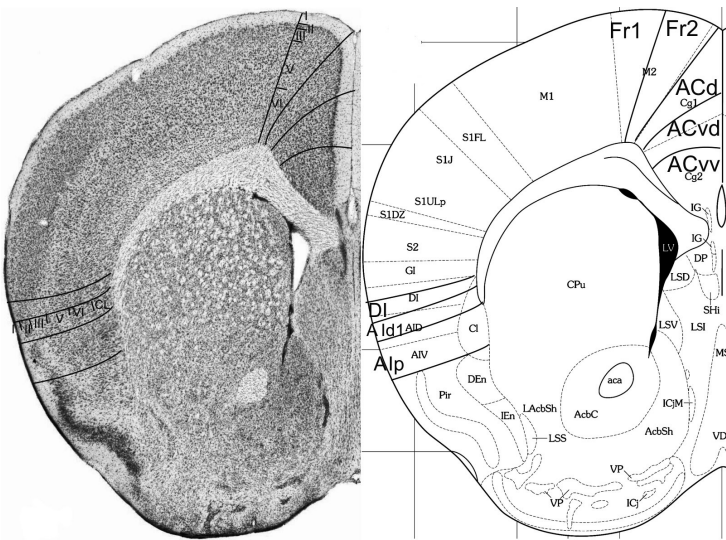 I
II
III
V
VI
I II III V VI CL
Fr1
Fr2
M2
ACd
Cg1
M1
ACvd
S1FL
S1J
ACvv
Cg2
S1ULp
IG
S1DZ
S2
LV
IG
GI
DP
LSD
CPu
DI
DI
SHi
AId1
AID
CI
LSV
LSI
AIV
AIp
MS
DEn
aca
Pir
LAcbSh
ICjM
IEn
AcbC
AcbSh
LSS
VD
VP
VP
ICj